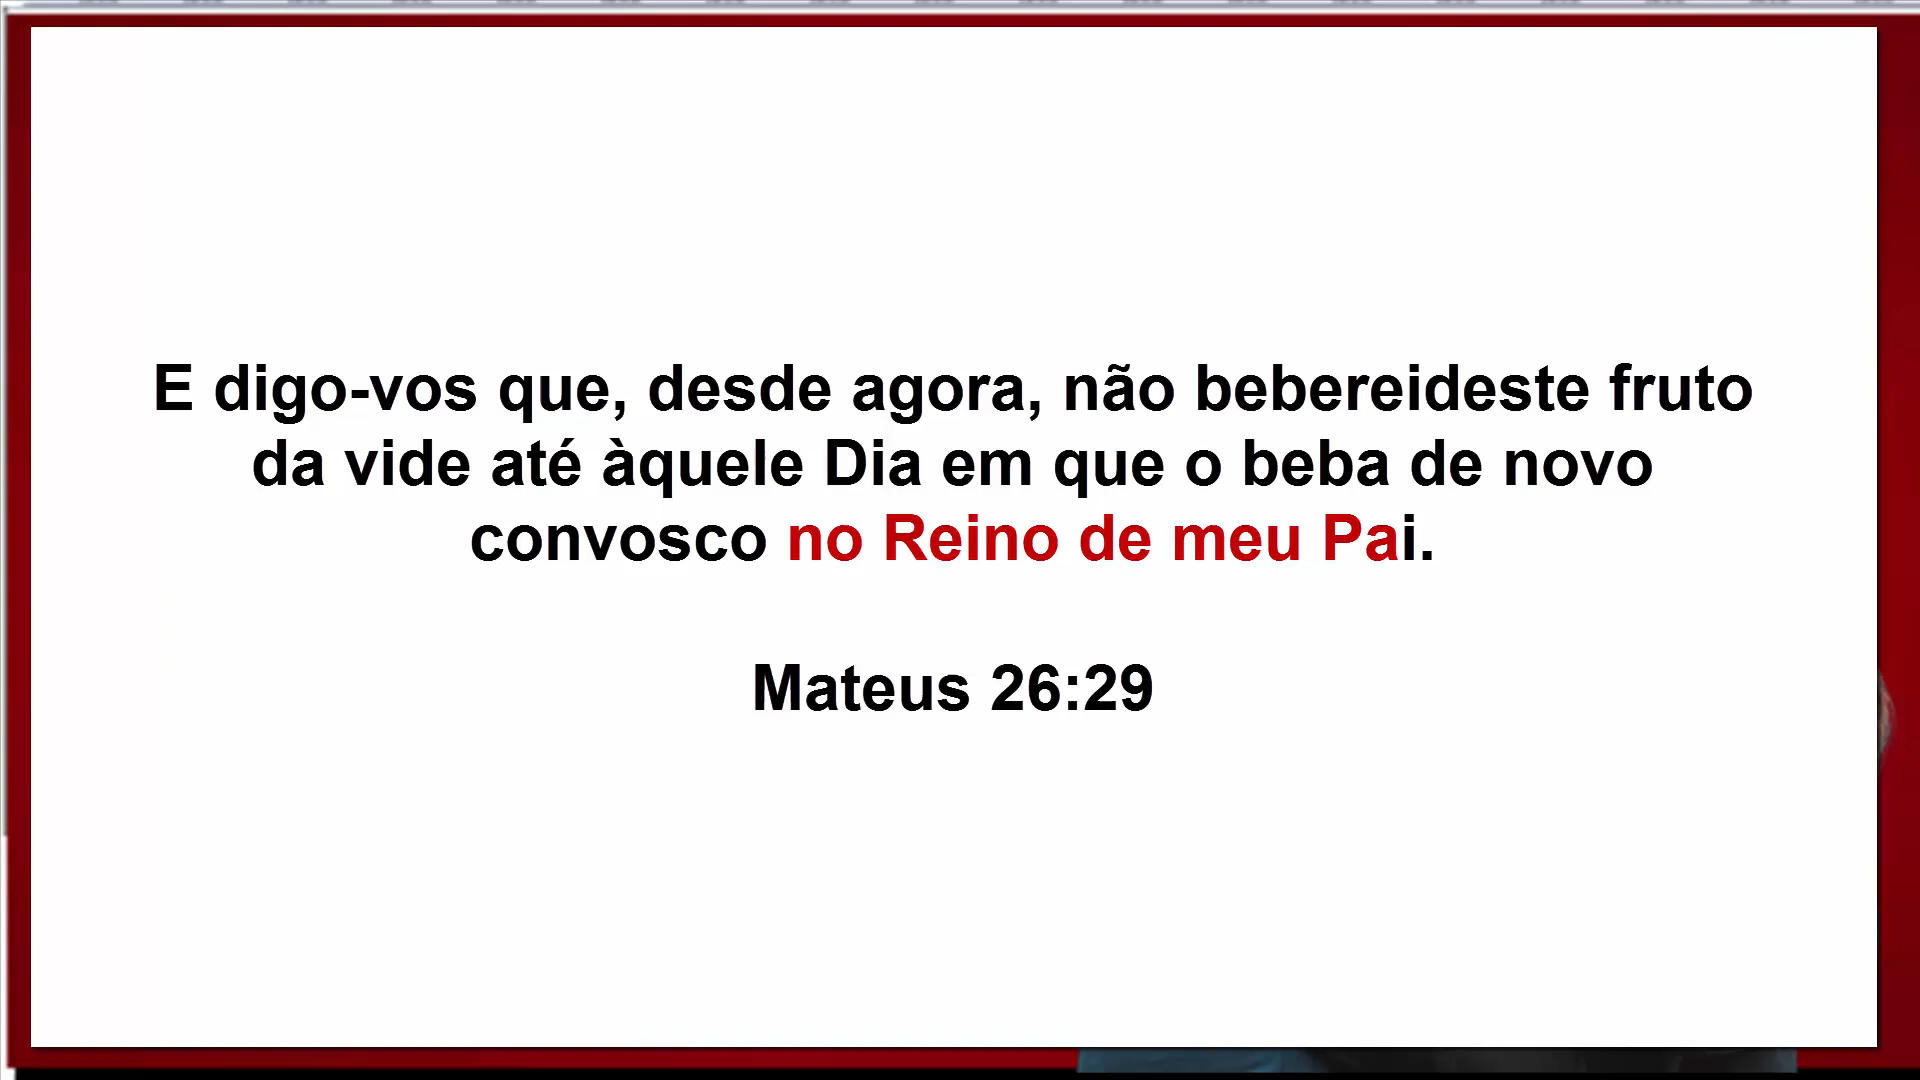 E digo-vos que, desde agora, não bebereideste fruto
da vide até àquele Dia em que o beba de novo
convosco no Reino de meu Pai.
Mateus 26:29